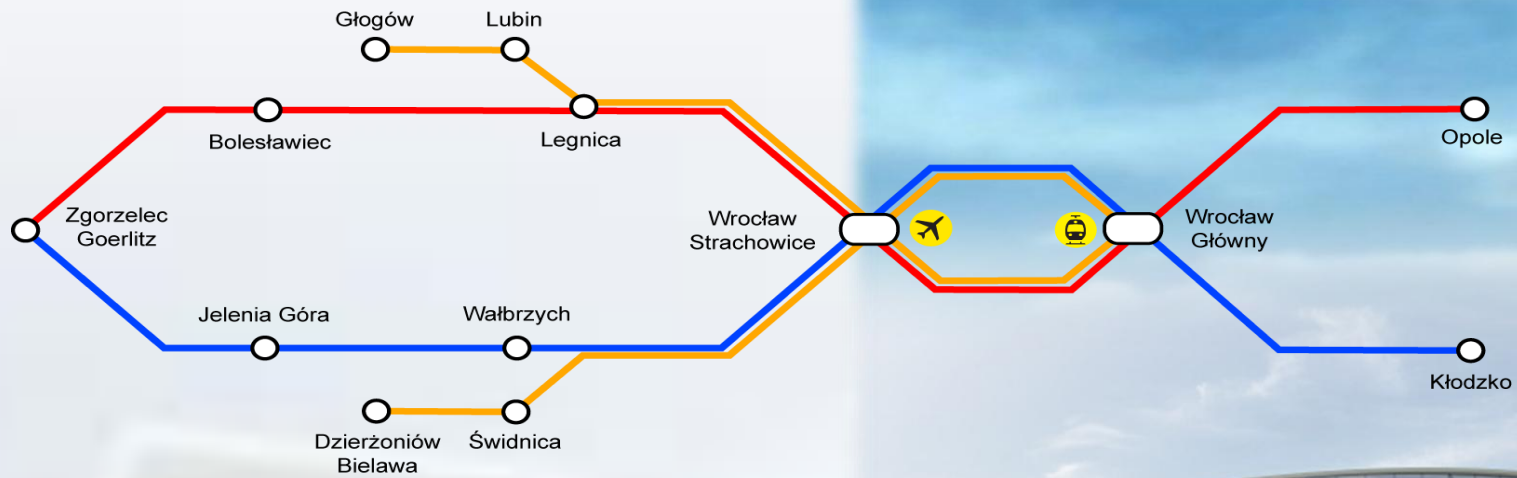 Głogów
Lubin
Bolesławiec
Legnica
Opole
Zgorzelec
Goerlitz
Wrocław
Strachowice
Wrocław
Główny
Jelenia Góra
Wałbrzych
Kłodzko
Dzierżoniów
Bielawa
Świdnica